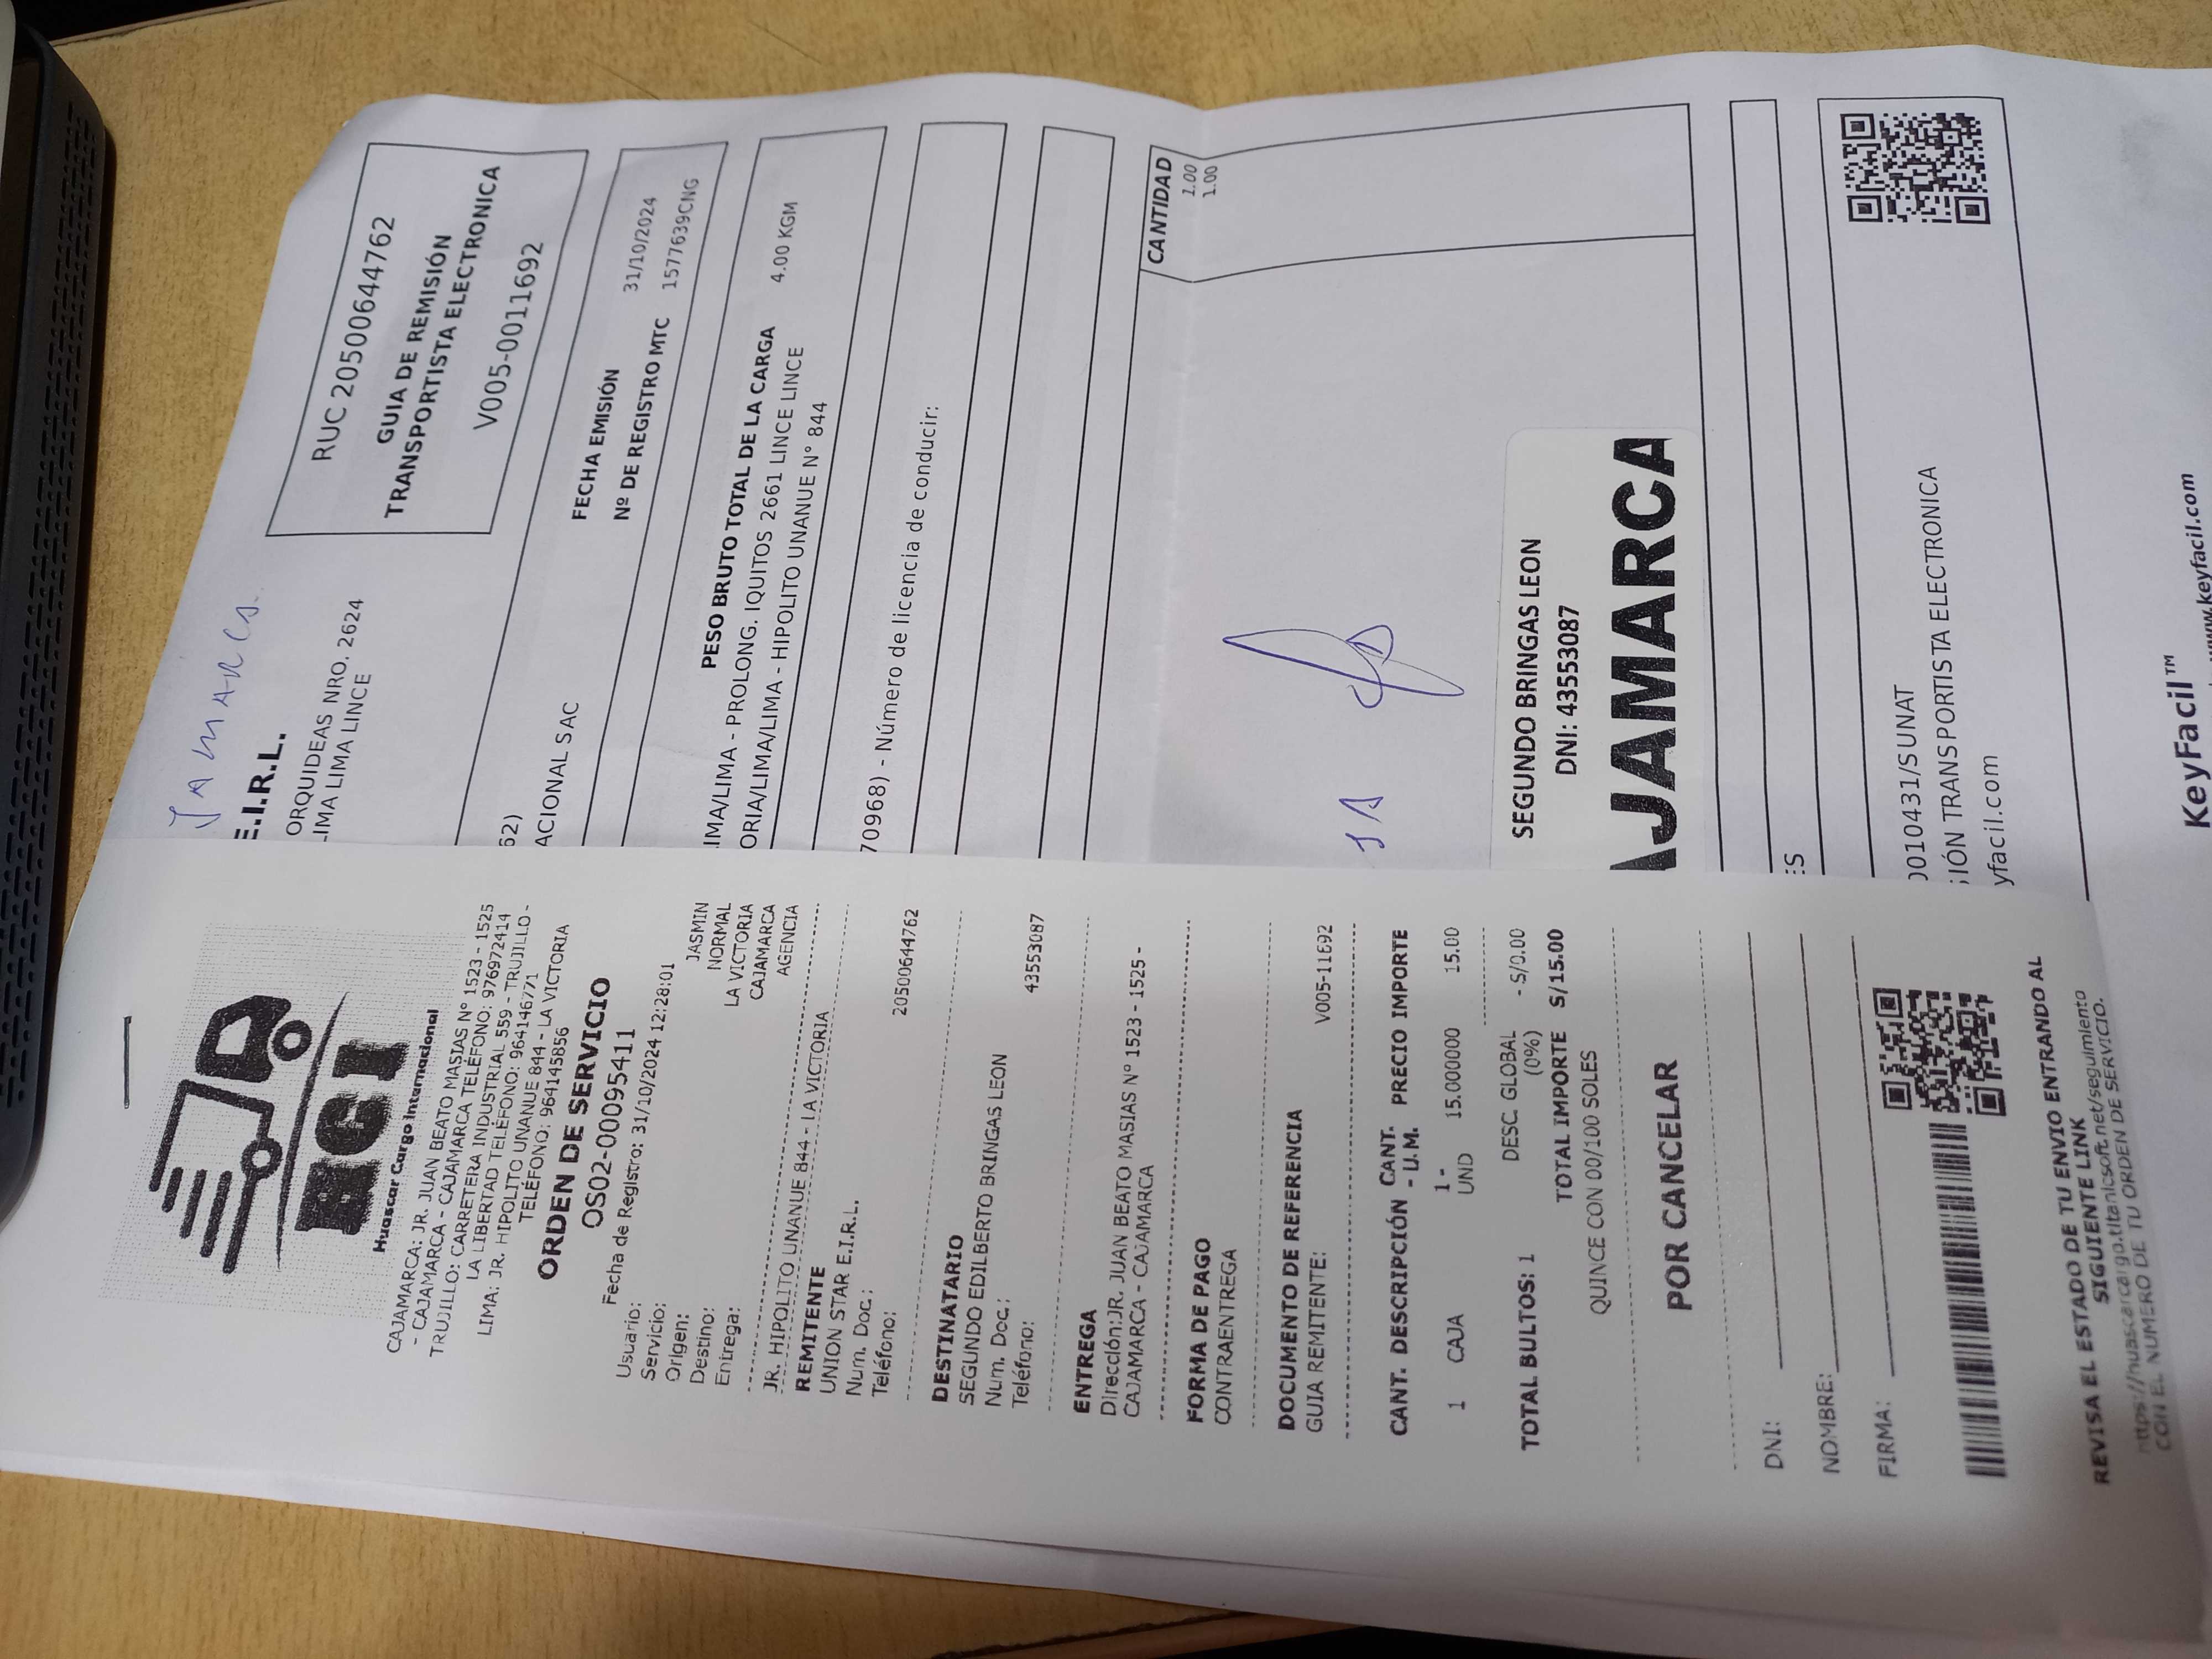 HCI
Huascar Cargo Internacional
CAJAMARCA: JR. JUAN BEATO MASIAS Nº 1523 - 1525
- CAJAMARCA - CAJAMARCA TELÉFONO: 976972414
TRUJILLO: CARRETERA INDUSTRIAL 559 - TRUJILLO -
LA LIBERTAD TELÉFONO: 964146771
LIMA: JR. HIPOLITO UNANUE 844 - LA VICTORIA
TELÉFONO: 964145856
ORDEN DE SERVICIO
OS02-00095411
Fecha de Registro: 31/10/2024 12:28:01
Usuario: JASMIN
Servicio: NORMAL
Origen: LA VICTORIA
Destino: CAJAMARCA
Entrega: AGENCIA
JR. HIPOLITO UNANUE 844 - LA VICTORIA
REMITENTE
UNION STAR E.I.R.L.
Num. Doc.: 20500644762
Teléfono:
DESTINATARIO
SEGUNDO EDILBERTO BRINGAS LEON
Num. Doc.: 43553087
Teléfono:
ENTREGA
Dirección:JR. JUAN BEATO MASIAS Nº 1523 - 1525 -
CAJAMARCA - CAJAMARCA
FORMA DE PAGO
CONTRAENTREGA
DOCUMENTO DE REFERENCIA
GUIA REMITENTE: V005-11692
CANT. DESCRIPCIÓN CANT. - U.M. PRECIO IMPORTE
1 CAJA 1 - UND 15.000000 15.00
DESC. GLOBAL (0%) - S/0.00
TOTAL BULTOS: 1 TOTAL IMPORTE S/15.00
QUINCE CON 00/100 SOLES
POR CANCELAR
DNI:
NOMBRE:
FIRMA:
REVISA EL ESTADO DE TU ENVIO ENTRANDO AL
SIGUIENTE LINK
https://huascarcargo.titanicsoft.net/seguimiento
CON EL NUMERO DE TU ORDEN DE SERVICIO.
JAMARCA
E.I.R.L.
ORQUIDEAS NRO. 2624
LIMA LIMA LINCE
RUC 20500644762
GUIA DE REMISIÓN
TRANSPORTISTA ELECTRONICA
V005-0011692
62)
ACIONAL SAC
FECHA EMISIÓN 31/10/2024
Nº DE REGISTRO MTC 1577639CNG
PESO BRUTO TOTAL DE LA CARGA 4.00 KGM
IMA/LIMA - PROLONG. IQUITOS 2661 LINCE LINCE
ORIA/LIMA/LIMA - HIPOLITO UNANUE N° 844
70968) - Número de licencia de conducir:
CANTIDAD
1.00
1.00
SEGUNDO BRINGAS LEON
DNI: 43553087
AJAMARCA
ES
0010431/SUNAT
IÓN TRANSPORTISTA ELECTRONICA
yfacil.com
KeyFacil™
www.keyfacil.com